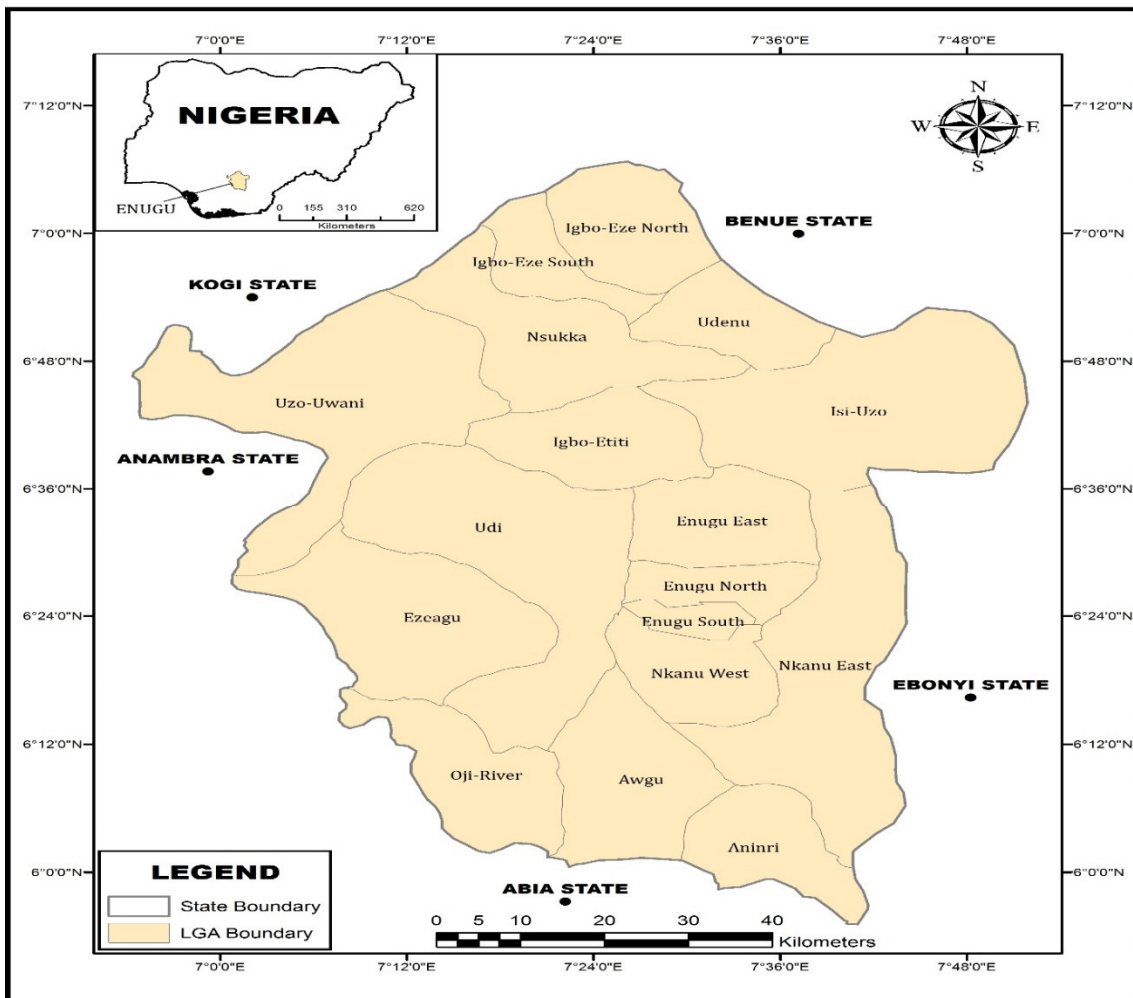 7°0'0"E 7°12'0"E 7°24'0"E 7°36'0"E 7°48'0"E
7°12'0"N 7°12'0"N
NIGERIA
ENUGU
0 155 310 620
Kilometers
N
W E
S
Igbo-Eze North
BENUE STATE
7°0'0"N 7°0'0"N
Igbo-Eze South
KOGI STATE
Udenu
Nsukka
6°48'0"N 6°48'0"N
Uzo-Uwani
Isi-Uzo
Igbo-Etiti
ANAMBRA STATE
6°36'0"N 6°36'0"N
Udi
Enugu East
Enugu North
6°24'0"N 6°24'0"N
Ezeagu
Enugu South
Nkanu West
Nkanu East
EBONYI STATE
6°12'0"N 6°12'0"N
Oji-River
Awgu
Aninri
LEGEND
State Boundary
LGA Boundary
6°0'0"N 6°0'0"N
ABIA STATE
0 5 10 20 30 40
Kilometers
7°0'0"E 7°12'0"E 7°24'0"E 7°36'0"E 7°48'0"E